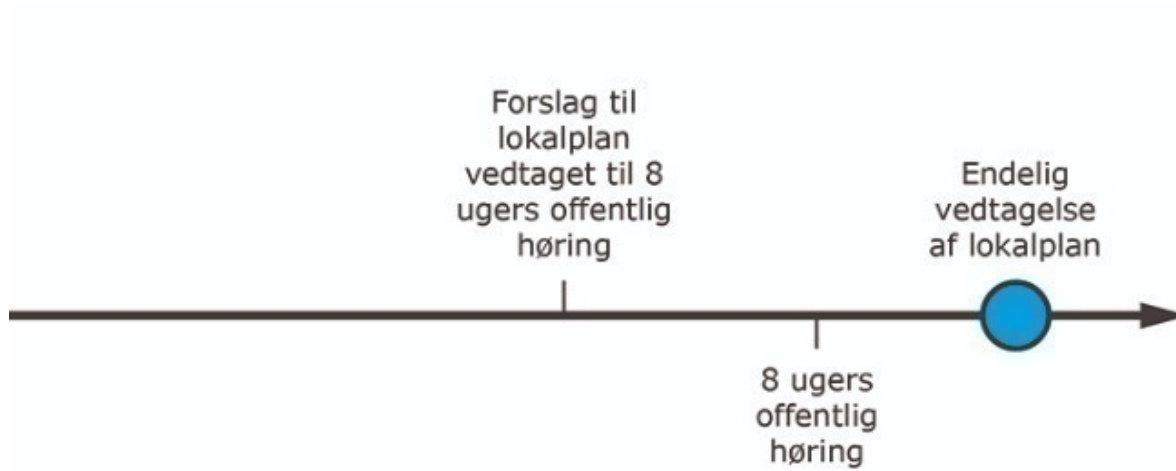 Forslag til
lokalplan
vedtaget til 8
ugers offentlig
høring
8 ugers
offentlig
høring
Endelig
vedtagelse
af lokalplan